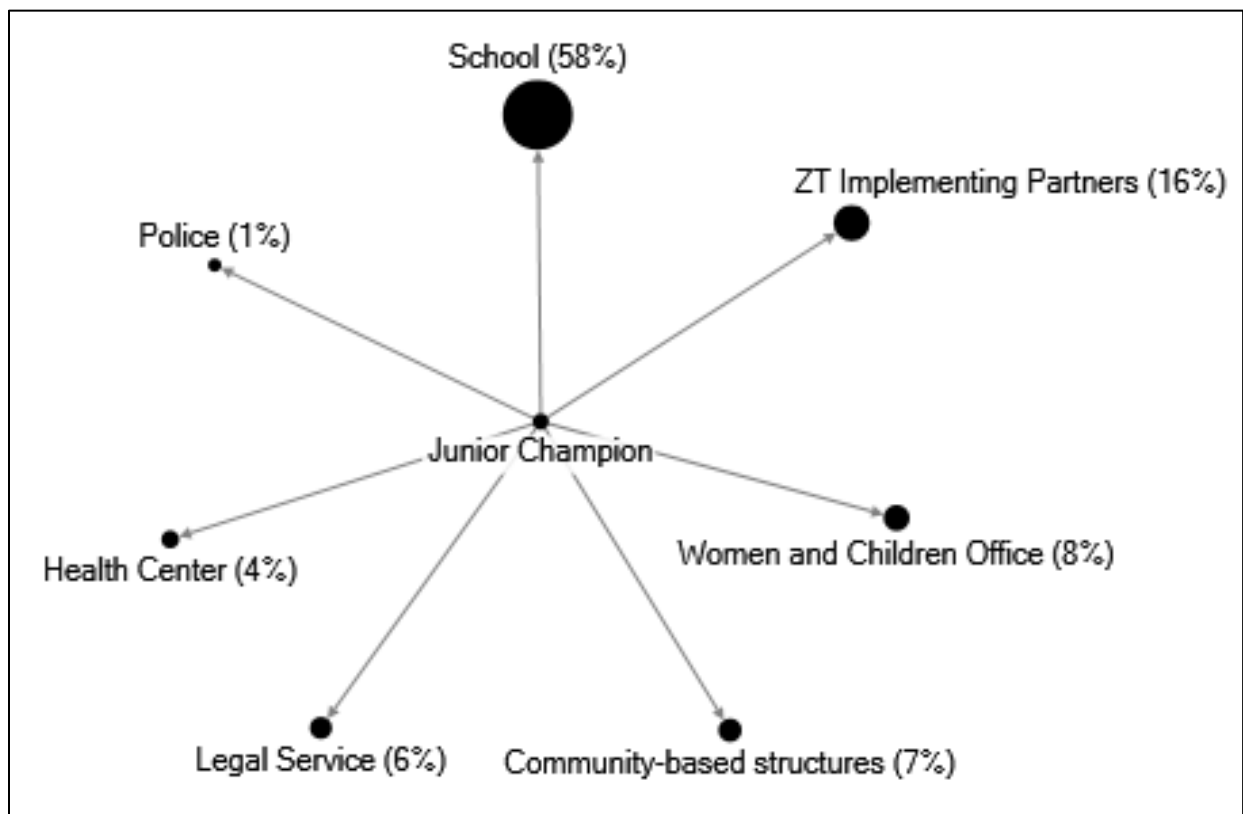 School (58%)
ZT Implementing Partners (16%)
Police (1%)
Junior Champion
Women and Children Office (8%)
Health Center (4%)
Legal Service (6%)
Community-based structures (7%)